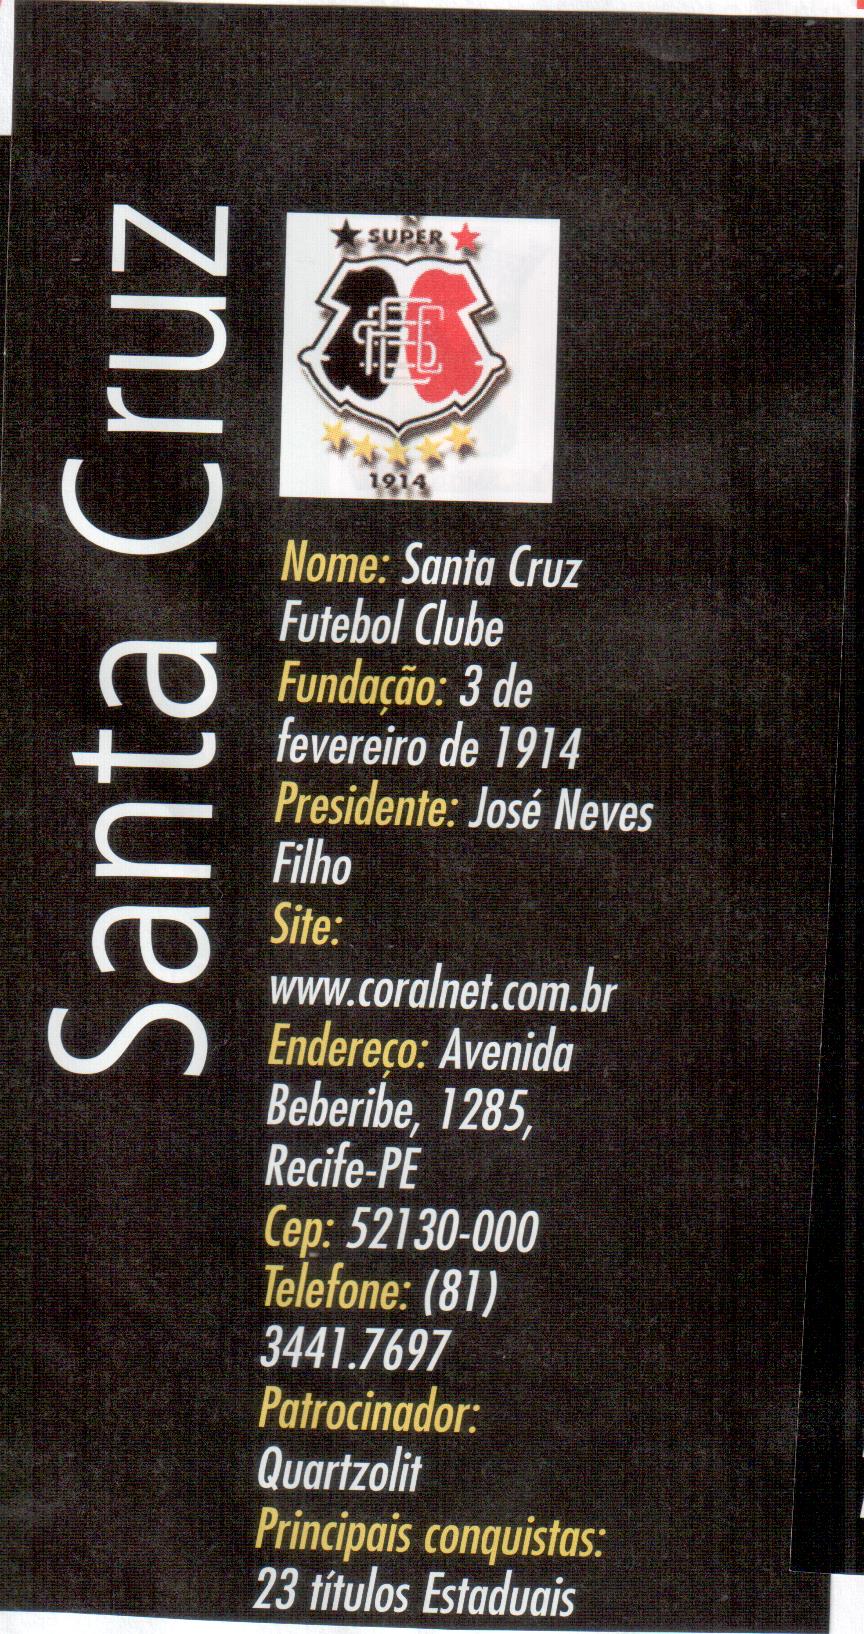 Santa Cruz
SUPER
1914
Nome: Santa Cruz
Futebol Clube
Fundação: 3 de
fevereiro de 1914
Presidente: José Neves
Filho
Site:
www.coralnet.com.br
Endereço: Avenida
Beberibe, 1285,
Recife-PE
Cep: 52130-000
Telefone: (81)
3441.7697
Patrocinador:
Quartzolit
Principais conquistas:
23 títulos Estaduais